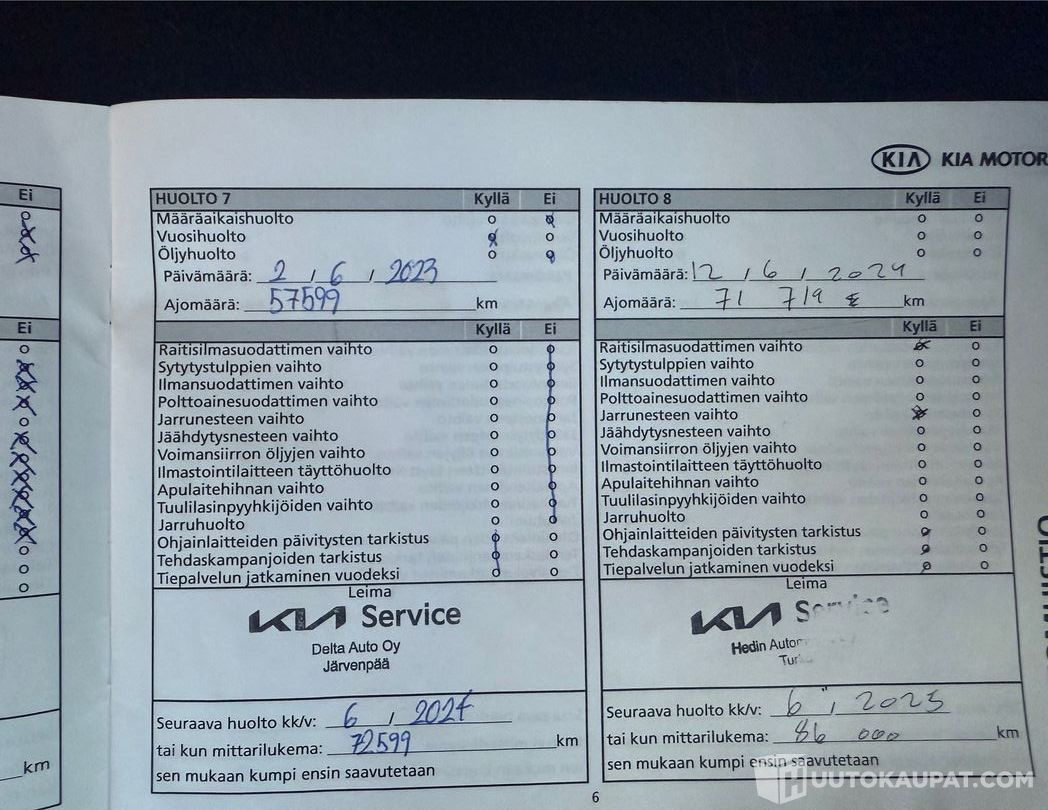 KIA KIA MOTOR
Ei
Ei
km
HUOLTO 7 Kyllä Ei
Määräaikaishuolto
Vuosihuolto
Öljyhuolto
Päivämäärä: 2 / 6 / 2023
Ajomäärä: 57599 km
Kyllä Ei
Raitisilmasuodattimen vaihto
Sytytystulppien vaihto
Ilmansuodattimen vaihto
Polttoainesuodattimen vaihto
Jarrunesteen vaihto
Jäähdytysnesteen vaihto
Voimansiirron öljyjen vaihto
Ilmastointilaitteen täyttöhuolto
Apulaitehihnan vaihto
Tuulilasinpyyhkijöiden vaihto
Jarruhuolto
Ohjainlaitteiden päivitysten tarkistus
Tehdaskampanjoiden tarkistus
Tiepalvelun jatkaminen vuodeksi
Leima
KIA Service
Delta Auto Oy
Järvenpää
Seuraava huolto kk/v: 6 / 2024
tai kun mittarilukema: 72599 km
sen mukaan kumpi ensin saavutetaan
HUOLTO 8 Kyllä Ei
Määräaikaishuolto
Vuosihuolto
Öljyhuolto
Päivämäärä: 12 / 6 / 2024
Ajomäärä: 71 719 km
Kyllä Ei
Raitisilmasuodattimen vaihto
Sytytystulppien vaihto
Ilmansuodattimen vaihto
Polttoainesuodattimen vaihto
Jarrunesteen vaihto
Jäähdytysnesteen vaihto
Voimansiirron öljyjen vaihto
Ilmastointilaitteen täyttöhuolto
Apulaitehihnan vaihto
Tuulilasinpyyhkijöiden vaihto
Jarruhuolto
Ohjainlaitteiden päivitysten tarkistus
Tehdaskampanjoiden tarkistus
Tiepalvelun jatkaminen vuodeksi
Leima
KIA Service
Hedin
Seuraava huolto kk/v: 6 / 2025
tai kun mittarilukema: 86 000 km
sen mukaan kumpi ensin saavutetaan
6
HUUTOKAUPAT.COM